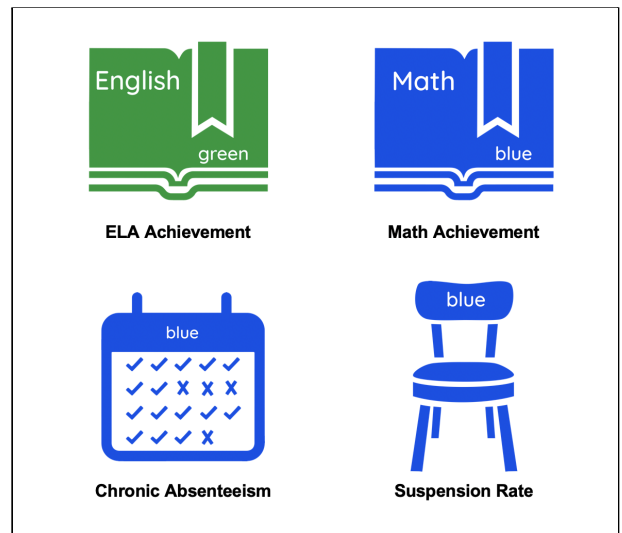 English
green
ELA Achievement
Math
blue
Math Achievement
blue
Chronic Absenteeism
blue
Suspension Rate